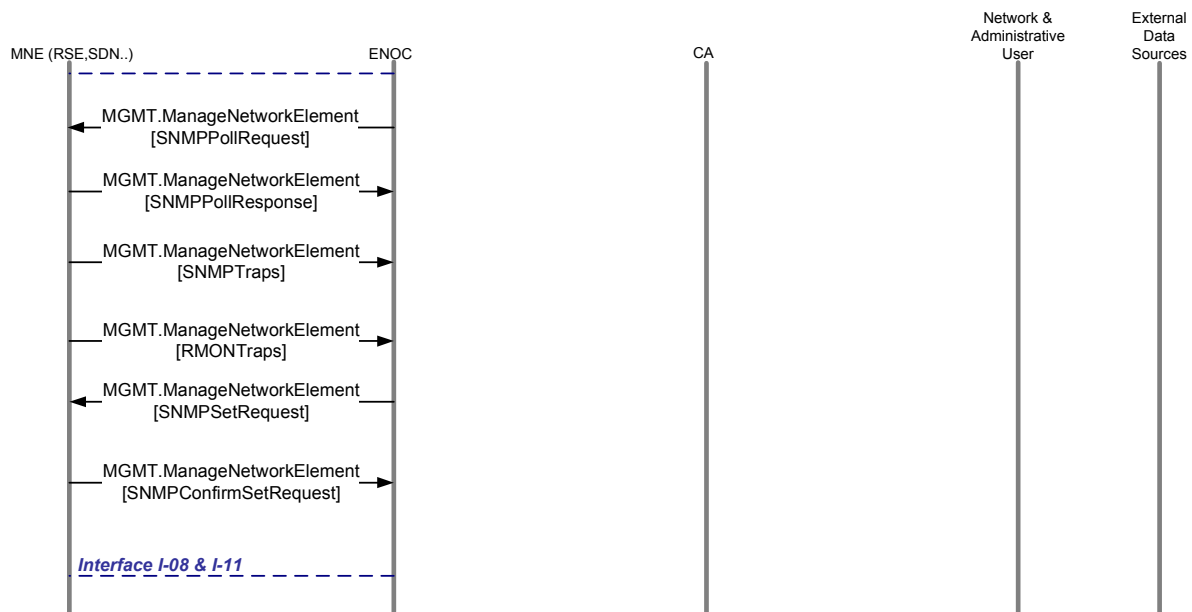 Network &
Administrative
User
External
Data
Sources
MNE (RSE,SDN..)
ENOC
CA
MGMT.ManageNetworkElement
[SNMPPollRequest]
MGMT.ManageNetworkElement
[SNMPPollResponse]
MGMT.ManageNetworkElement
[SNMPTraps]
MGMT.ManageNetworkElement
[RMONTraps]
MGMT.ManageNetworkElement
[SNMPSetRequest]
MGMT.ManageNetworkElement
[SNMPConfirmSetRequest]
Interface I-08 & I-11